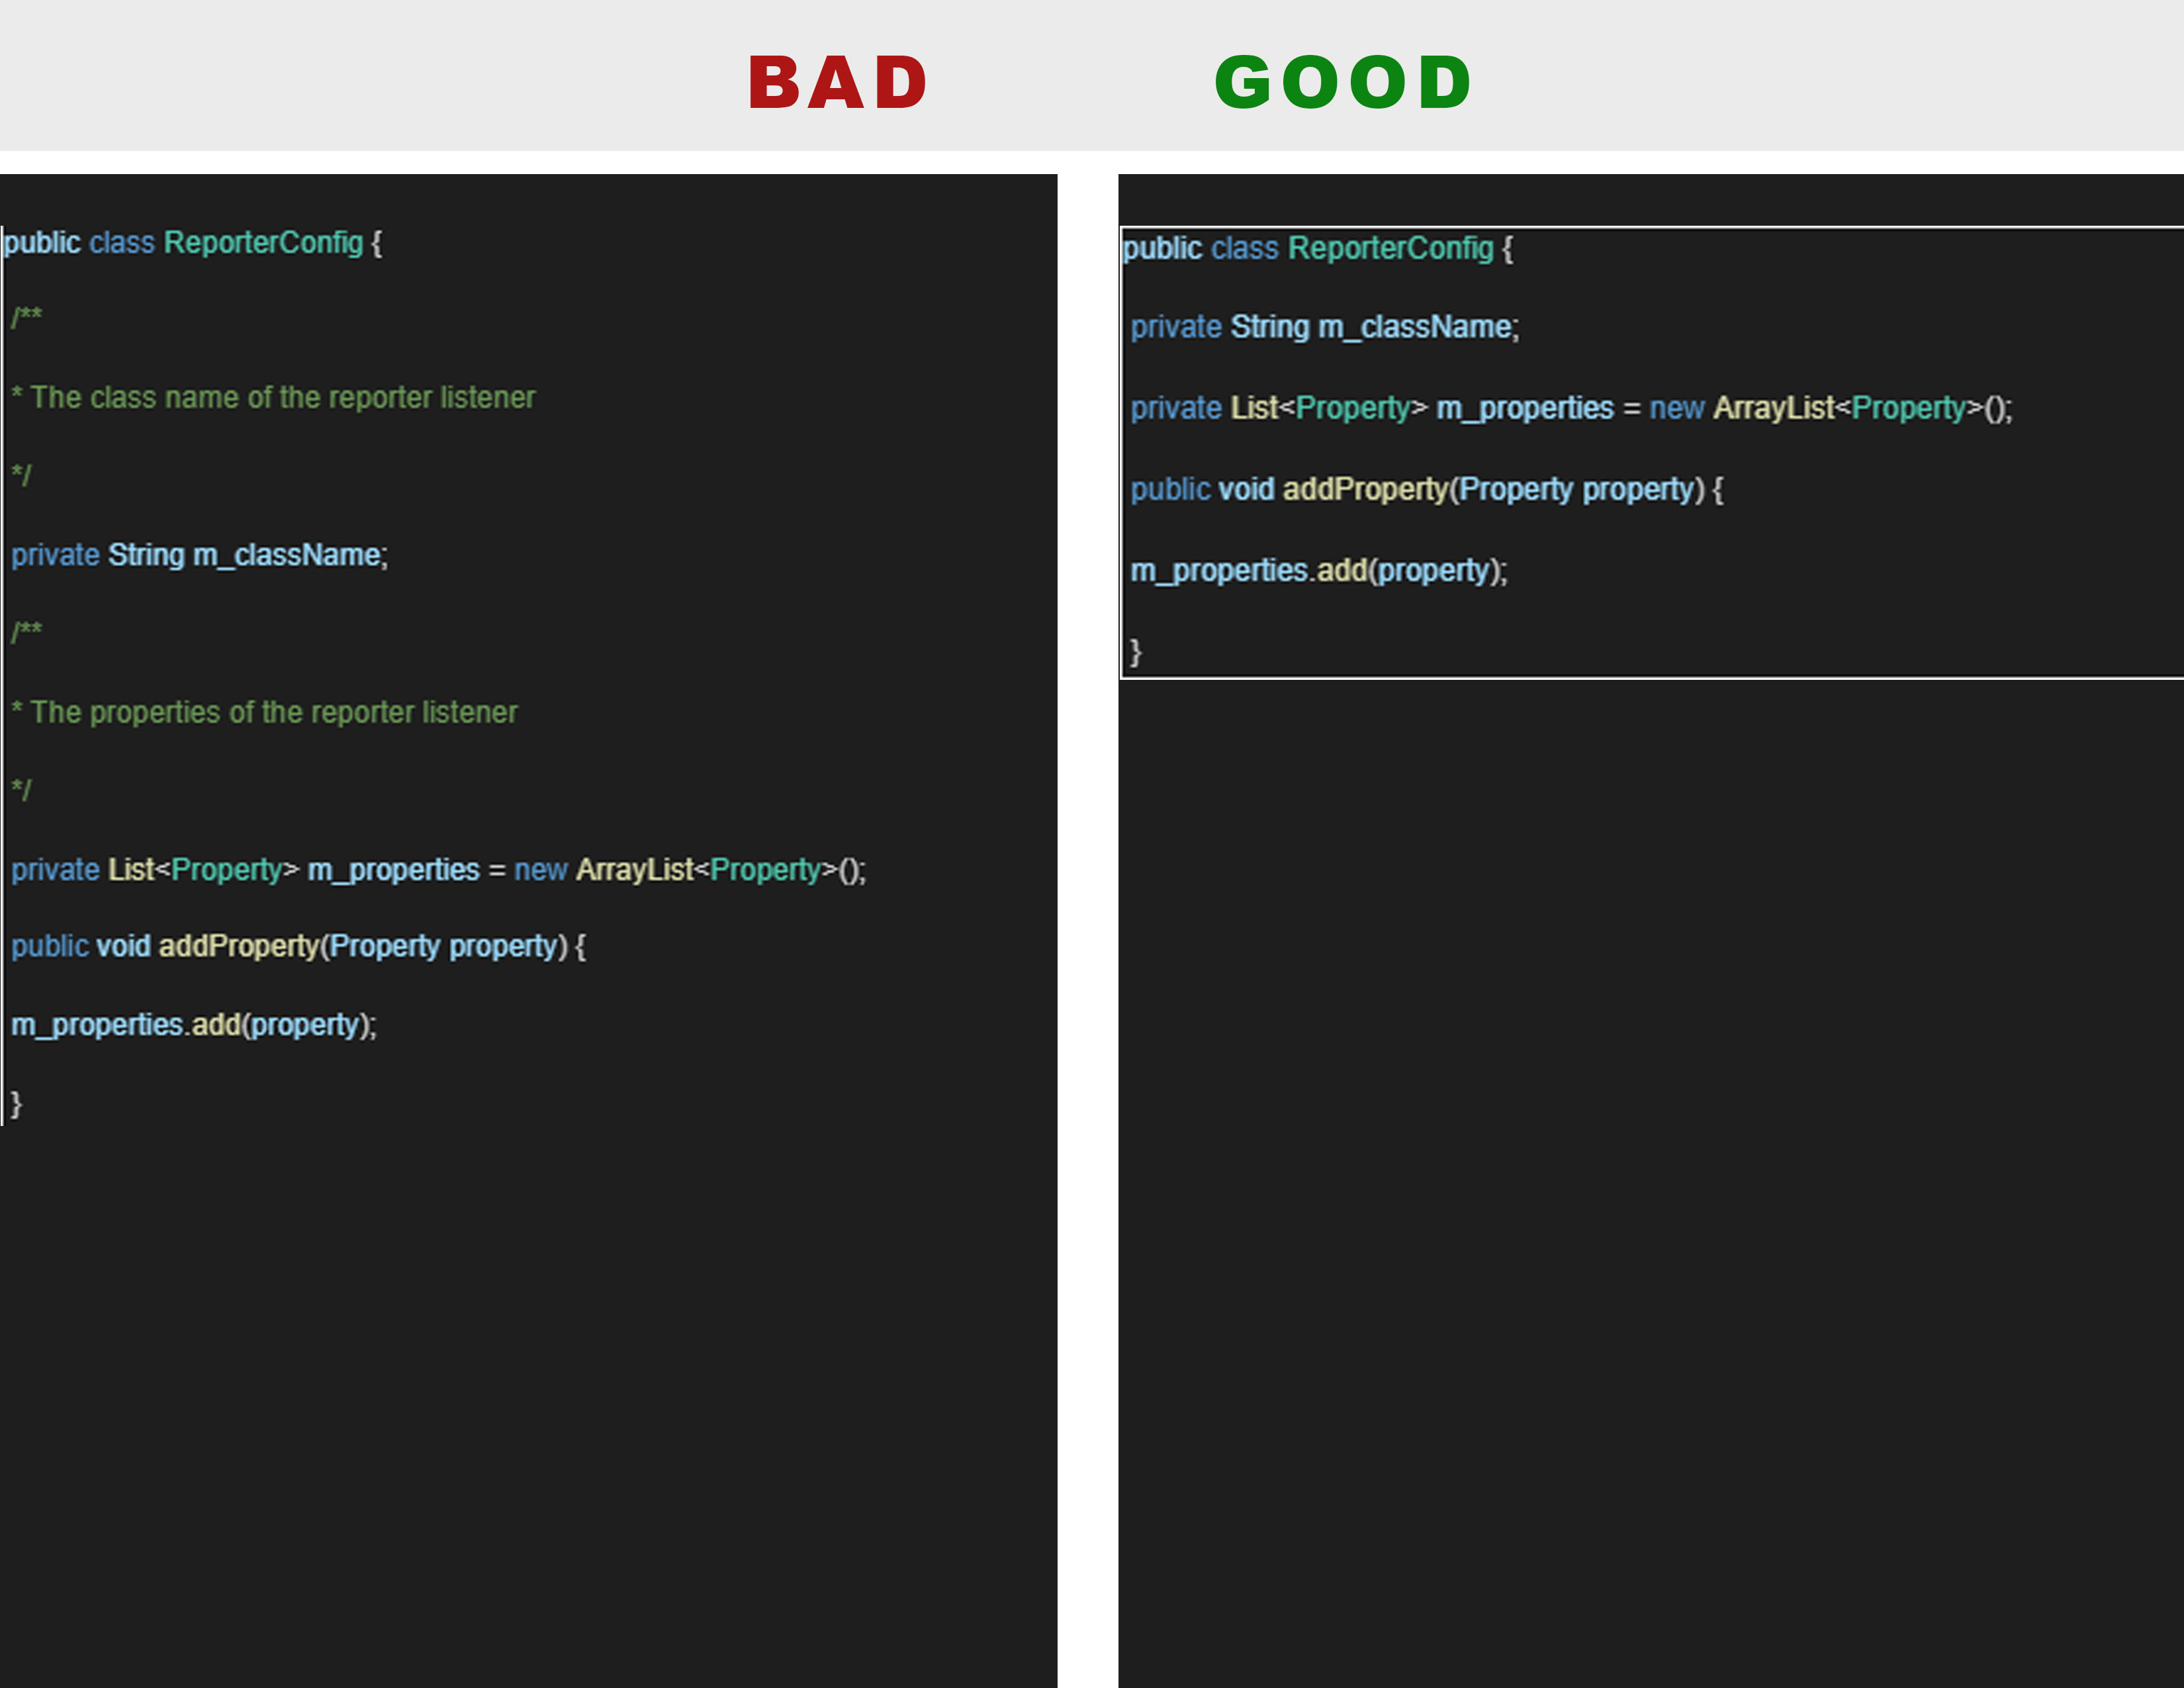 BAD GOOD
public class ReporterConfig {
/**
* The class name of the reporter listener
*/
private String m_className;
/**
* The properties of the reporter listener
*/
private List<Property> m_properties = new ArrayList<Property>();
public void addProperty(Property property) {
m_properties.add(property);
}
public class ReporterConfig {
private String m_className;
private List<Property> m_properties = new ArrayList<Property>();
public void addProperty(Property property) {
m_properties.add(property);
}